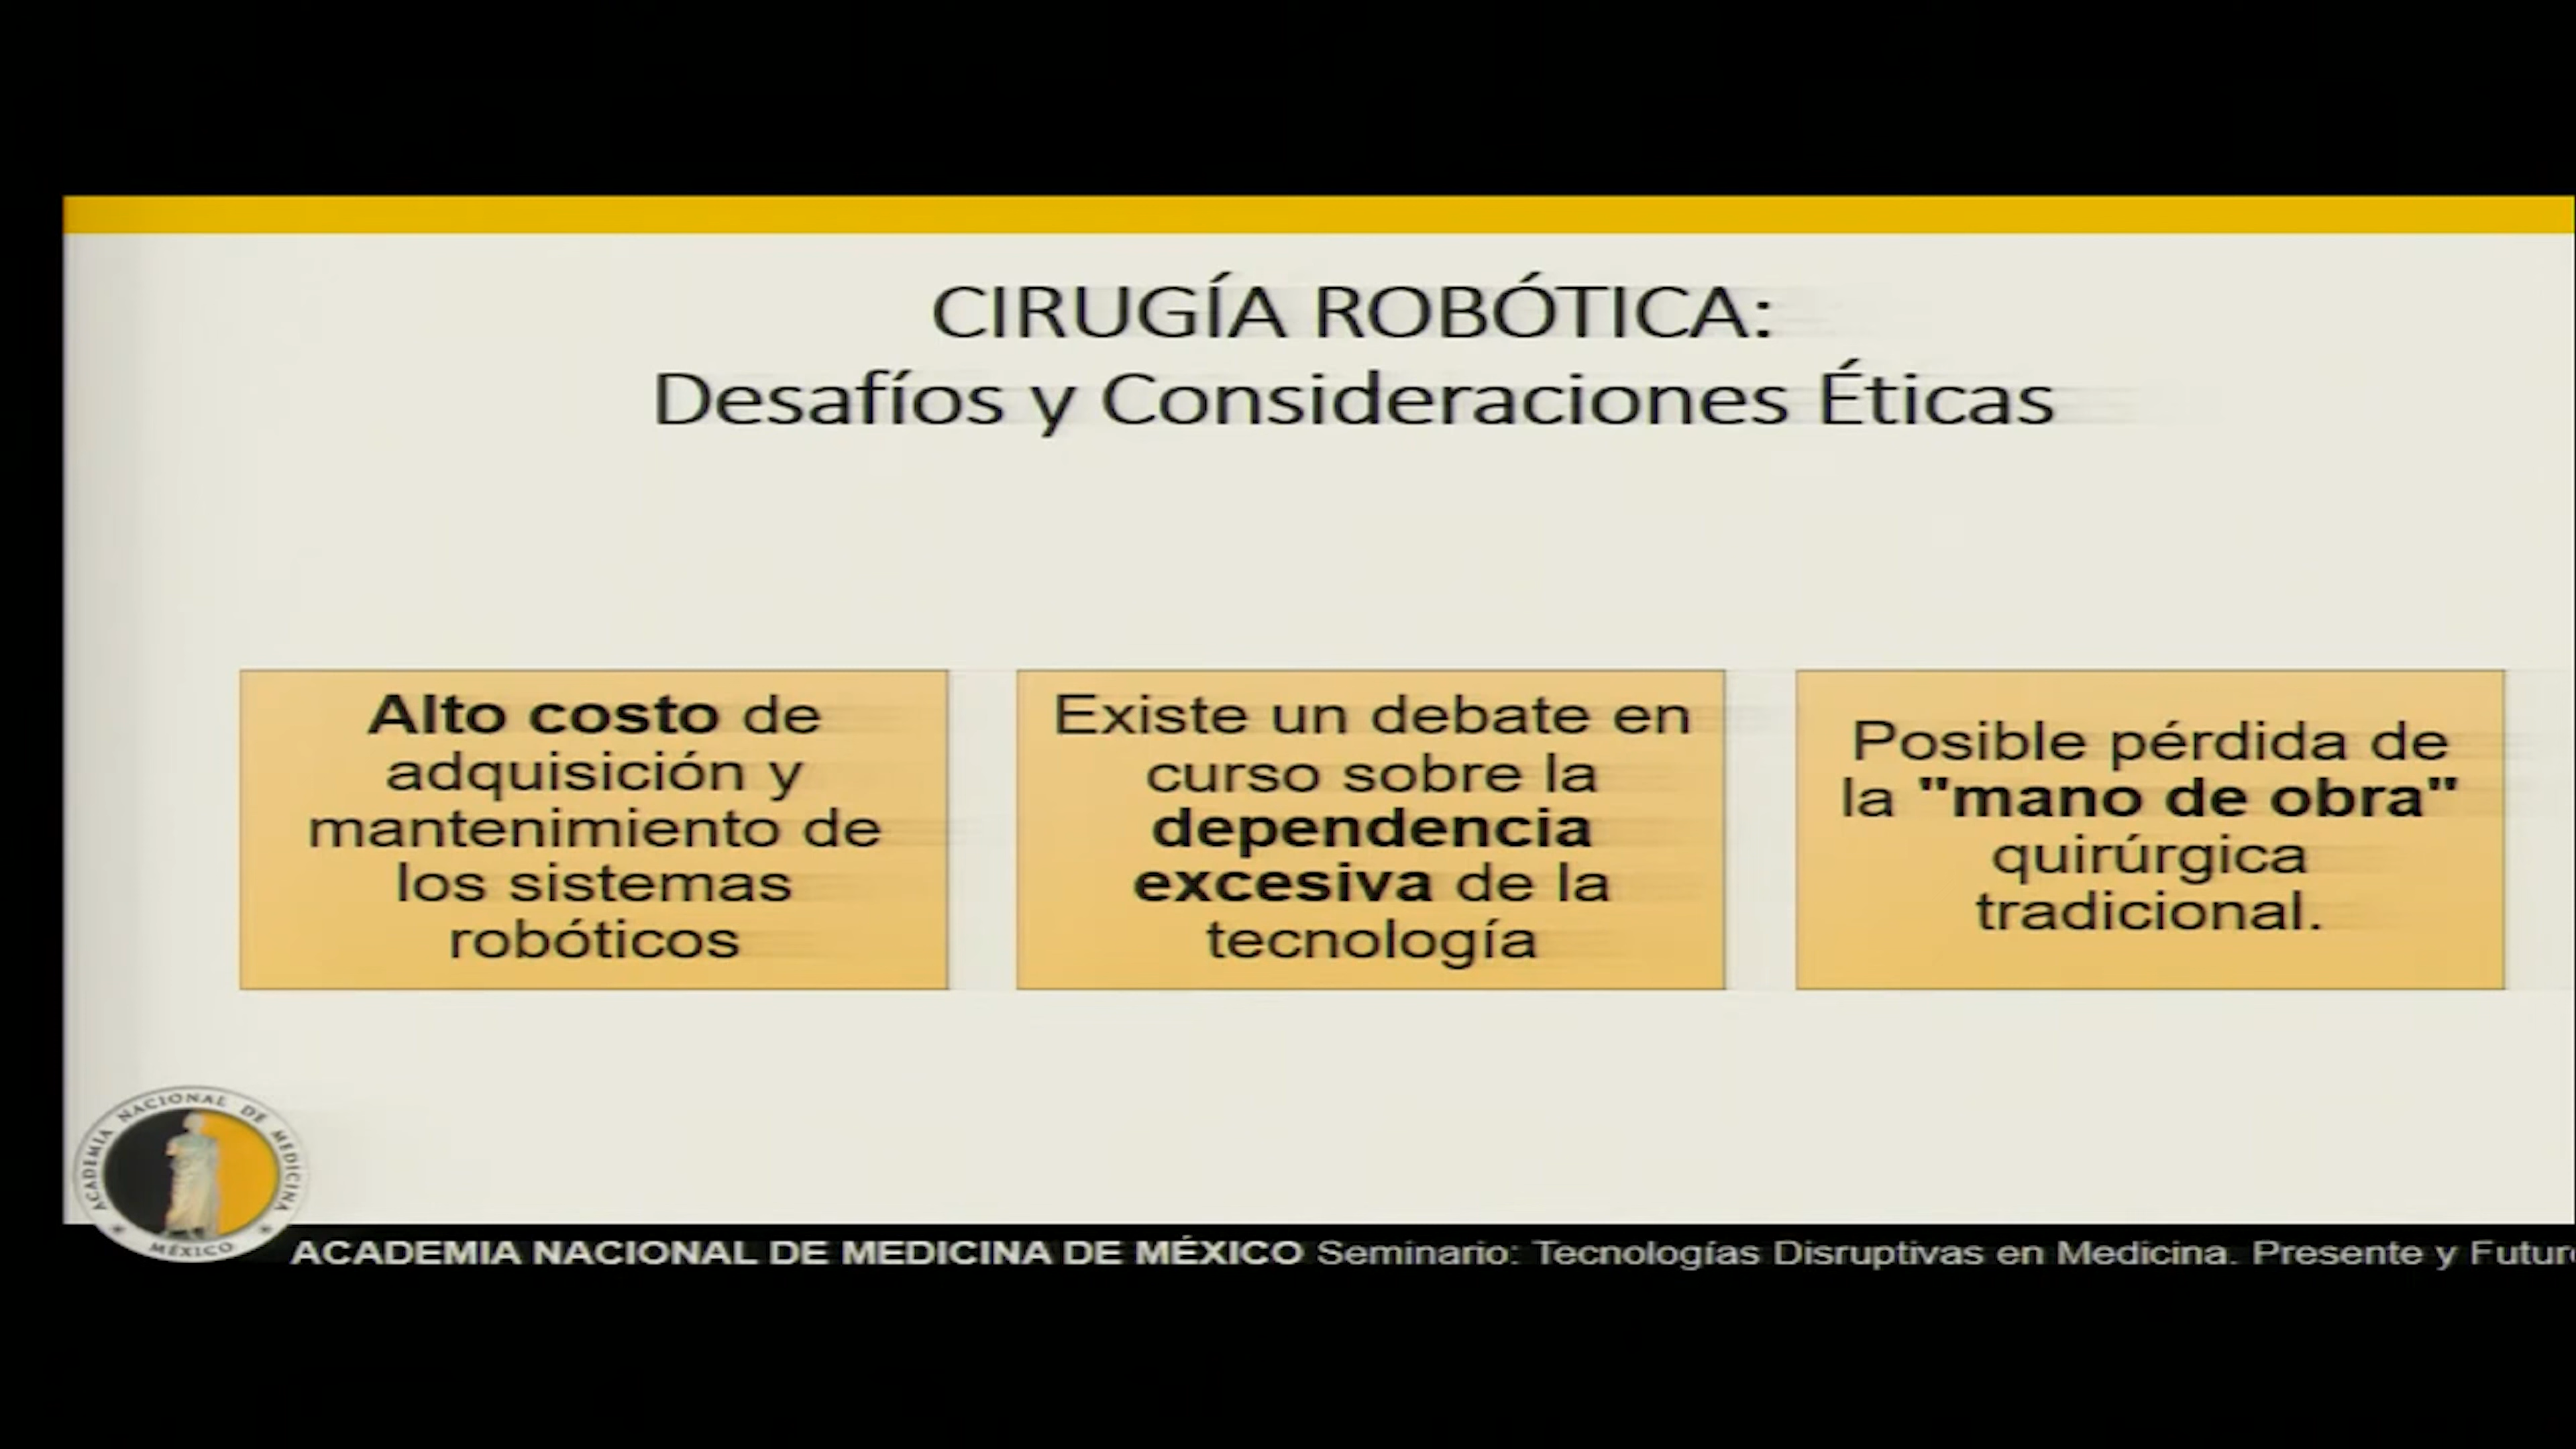 CIRUGÍA ROBÓTICA:
Desafíos y Consideraciones Éticas
Alto costo de
adquisición y
mantenimiento de
los sistemas
robóticos
Existe un debate en
curso sobre la
dependencia
excesiva de la
tecnología
Posible pérdida de
la "mano de obra"
quirúrgica
tradicional.
ACADEMIA NACIONAL DE MEDICINA
MÉXICO
ACADEMIA NACIONAL DE MEDICINA DE MÉXICO Seminario: Tecnologías Disruptivas en Medicina. Presente y